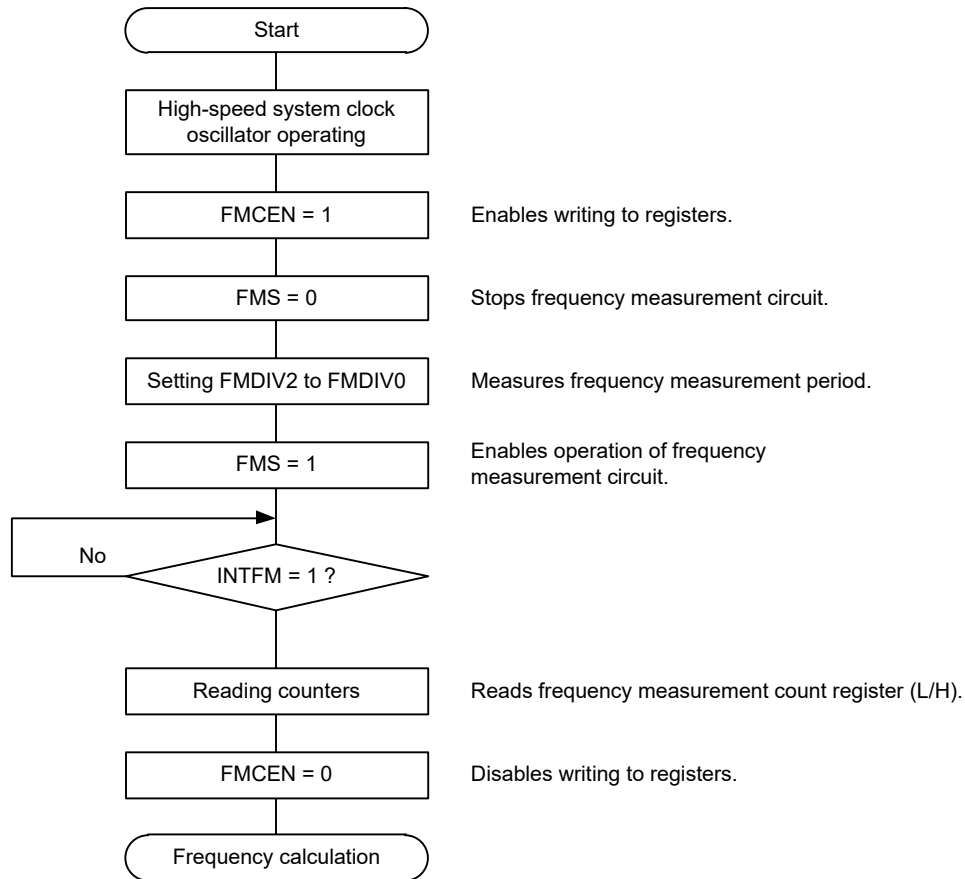 Start
High-speed system clock
oscillator operating
FMCEN = 1
Enables writing to registers.
FMS = 0
Stops frequency measurement circuit.
Setting FMDIV2 to FMDIV0
Measures frequency measurement period.
FMS = 1
Enables operation of frequency
measurement circuit.
No
INTFM = 1 ?
Reading counters
Reads frequency measurement count register (L/H).
FMCEN = 0
Disables writing to registers.
Frequency calculation